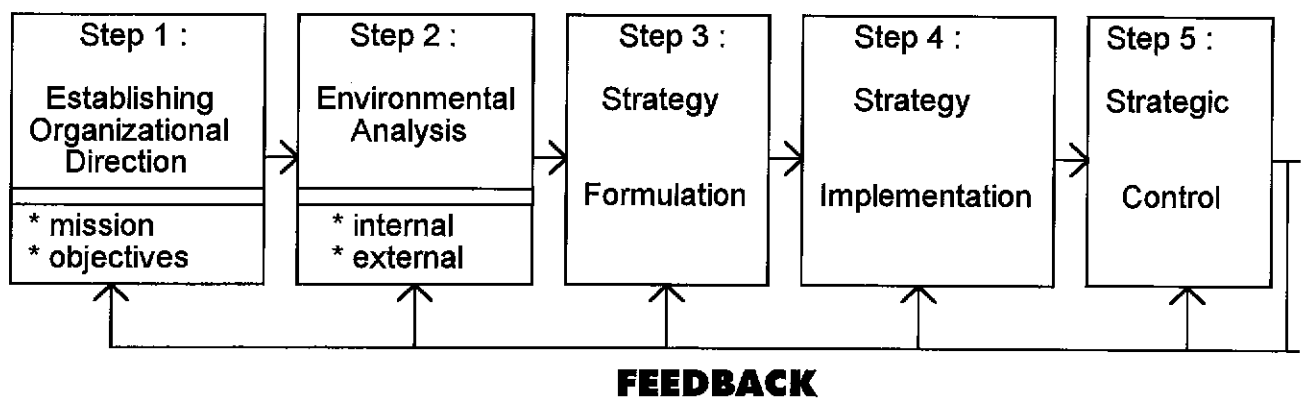 Step 1 :
Establishing
Organizational
Direction
* mission
* objectives
Step 2 :
Environmental
Analysis
* internal
* external
Step 3 :
Strategy
Formulation
Step 4 :
Strategy
Implementation
Step 5 :
Strategic
Control
FEEDBACK